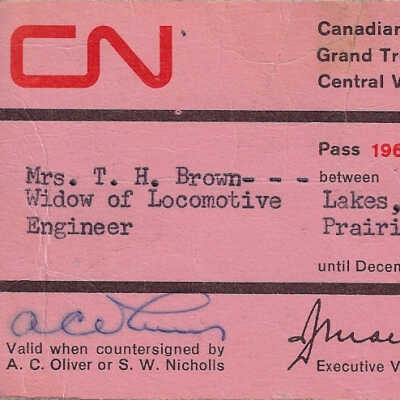 CN
Canadian
Grand Tr
Central V
Pass 196
Mrs. T. H. Brown- - - between
Widow of Locomotive Lakes,
Engineer Prairi
until Decem
Valid when countersigned by
A. C. Oliver or S. W. Nicholls
Executive V